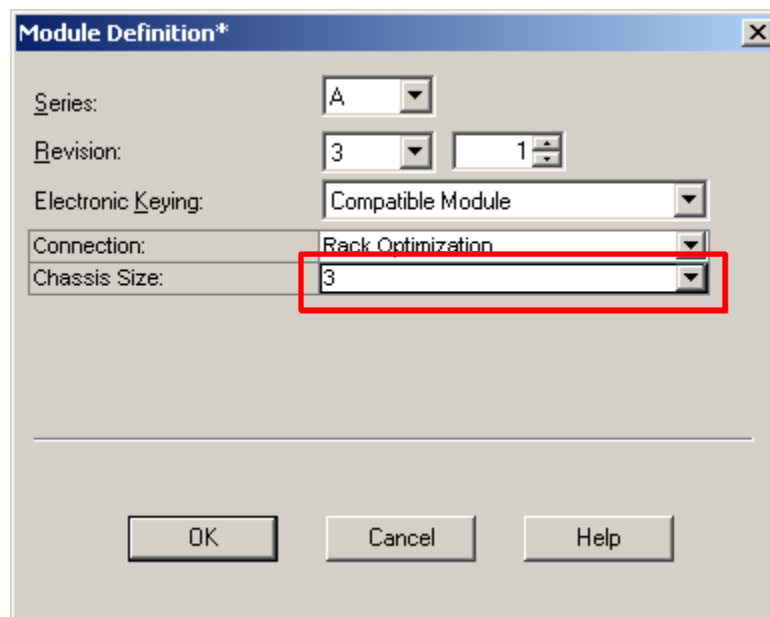 Module Definition*
Series: A
Revision: 3 1
Electronic Keying: Compatible Module
Connection: Rack Optimization
Chassis Size: 3
OK Cancel Help